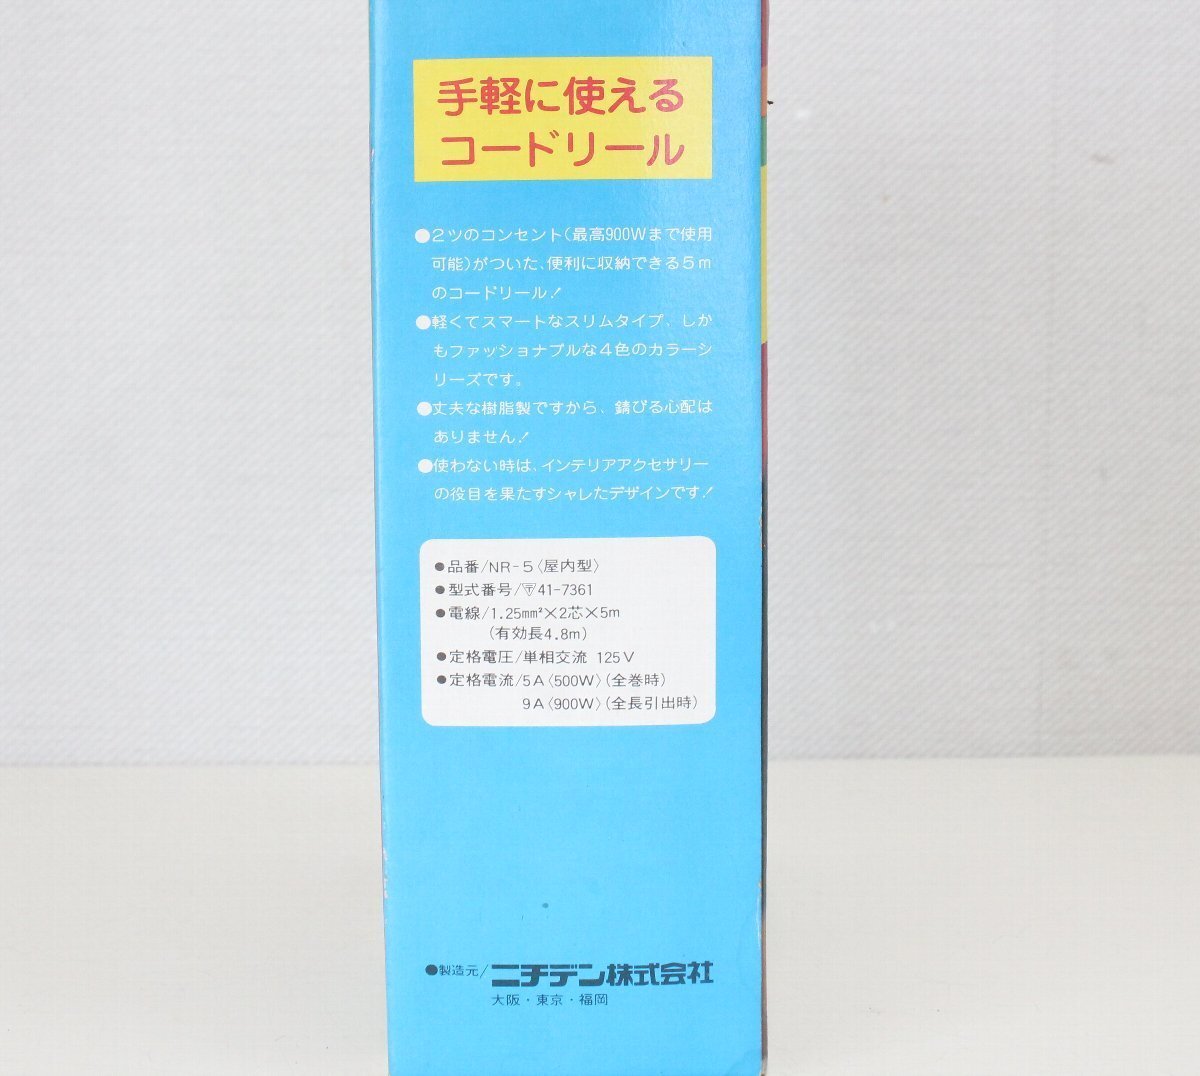 手軽に使える
コードリール
●2ツのコンセント(最高900Wまで使用
可能)がついた、便利に収納できる5m
のコードリール!
●軽くてスマートなスリムタイプ、しか
もファッショナブルな4色のカラーシ
リーズです。
●丈夫な樹脂製ですから、錆びる心配は
ありません!
●使わない時は、インテリアアクセサリー
の役目を果たすシャレたデザインです!
●品番/NR-5〈屋内型〉
●型式番号/〒41-7361
●電線/1.25mm²×2芯×5m
(有効長4.8m)
●定格電圧/単相交流 125V
●定格電流/5A〈500W〉(全巻時)
9A〈900W〉(全長引出時)
●製造元/ニチデン株式会社
大阪・東京・福岡